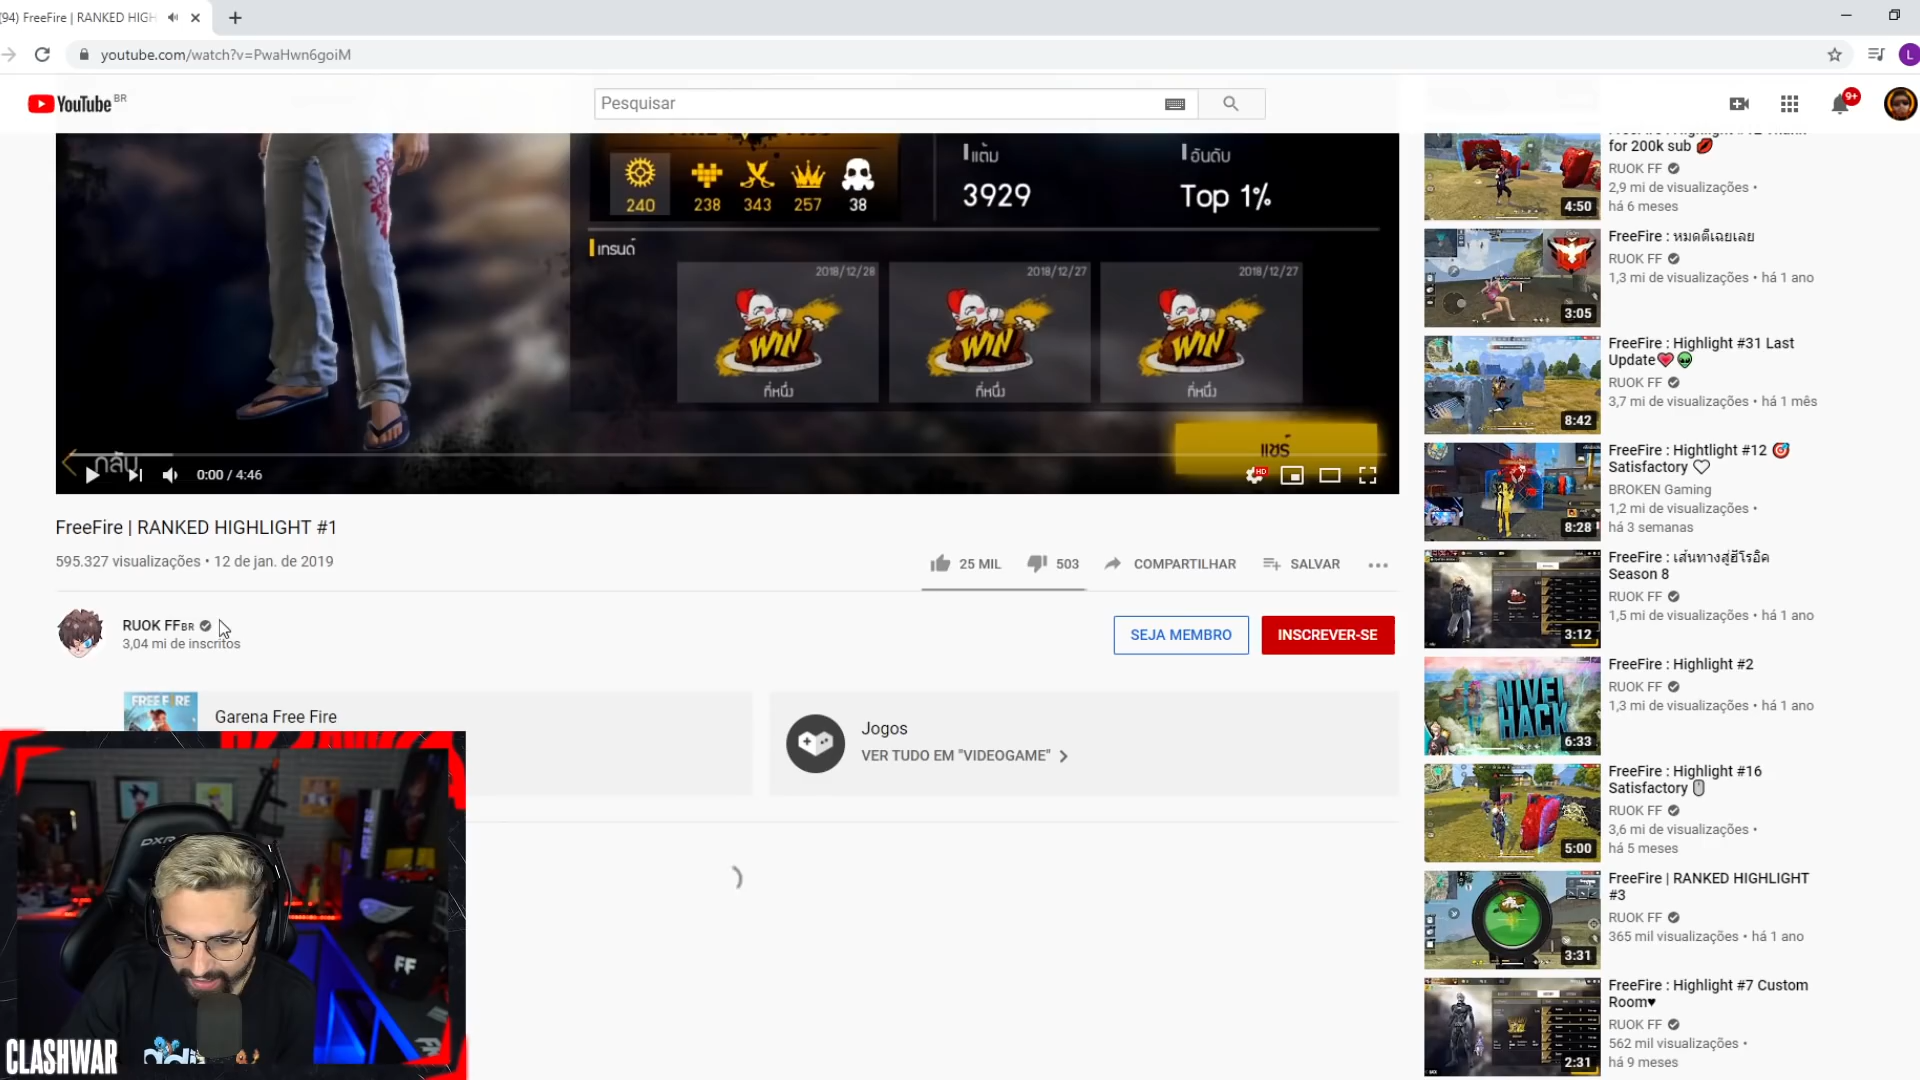 (94) FreeFire | RANKED HIGH
youtube.com/watch?v=PwaHwn6goiM
L
YouTube BR
Pesquisar
9+
240
238
343
257
38
แต้ม
3929
อันดับ
Top 1%
เทรนด์
2018/12/28
WIN
ที่หนึ่ง
2018/12/27
WIN
ที่หนึ่ง
2018/12/27
WIN
ที่หนึ่ง
กลับ
แชร์
0:00 / 4:46
HD
FreeFire | RANKED HIGHLIGHT #1
595.327 visualizações • 12 de jan. de 2019
25 MIL
503
COMPARTILHAR
SALVAR
RUOK FFBR
3,04 mi de inscritos
SEJA MEMBRO
INSCREVER-SE
FREE FIRE
Garena Free Fire
Jogos
VER TUDO EM "VIDEOGAME"
DXR
FF
CLASHWAR
for 200k sub 💋
RUOK FF
2,9 mi de visualizações •
há 6 meses
4:50
FreeFire : หมดตี้เฉยเลย
RUOK FF
1,3 mi de visualizações • há 1 ano
3:05
FreeFire : Highlight #31 Last
Update❤️👽
RUOK FF
3,7 mi de visualizações • há 1 mês
8:42
FreeFire : Hightlight #12 🎯
Satisfactory ♡
BROKEN Gaming
1,2 mi de visualizações •
há 3 semanas
8:28
FreeFire : เส้นทางสู่ฮีโรอิค
Season 8
RUOK FF
1,5 mi de visualizações • há 1 ano
3:12
FreeFire : Highlight #2
RUOK FF
1,3 mi de visualizações • há 1 ano
NIVEL
HACK
6:33
FreeFire : Highlight #16
Satisfactory 🖱
RUOK FF
3,6 mi de visualizações •
há 5 meses
5:00
FreeFire | RANKED HIGHLIGHT
#3
RUOK FF
365 mil visualizações • há 1 ano
3:31
FreeFire : Highlight #7 Custom
Room♥
RUOK FF
562 mil visualizações •
há 9 meses
2:31